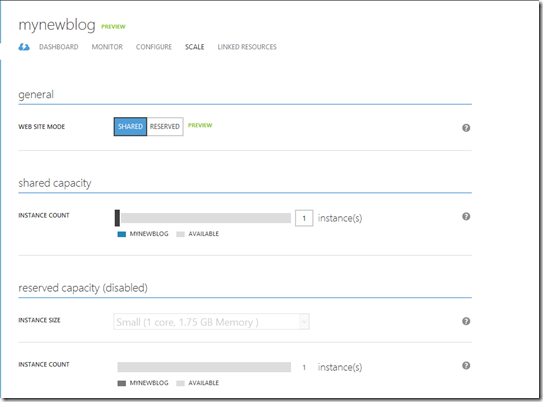 mynewblog PREVIEW
DASHBOARD MONITOR CONFIGURE SCALE LINKED RESOURCES
general
WEB SITE MODE SHARED RESERVED PREVIEW ?
shared capacity
INSTANCE COUNT 1 instance(s) ?
MYNEWBLOG AVAILABLE
reserved capacity (disabled)
INSTANCE SIZE Small (1 core, 1.75 GB Memory ) ?
INSTANCE COUNT 1 instance(s) ?
MYNEWBLOG AVAILABLE